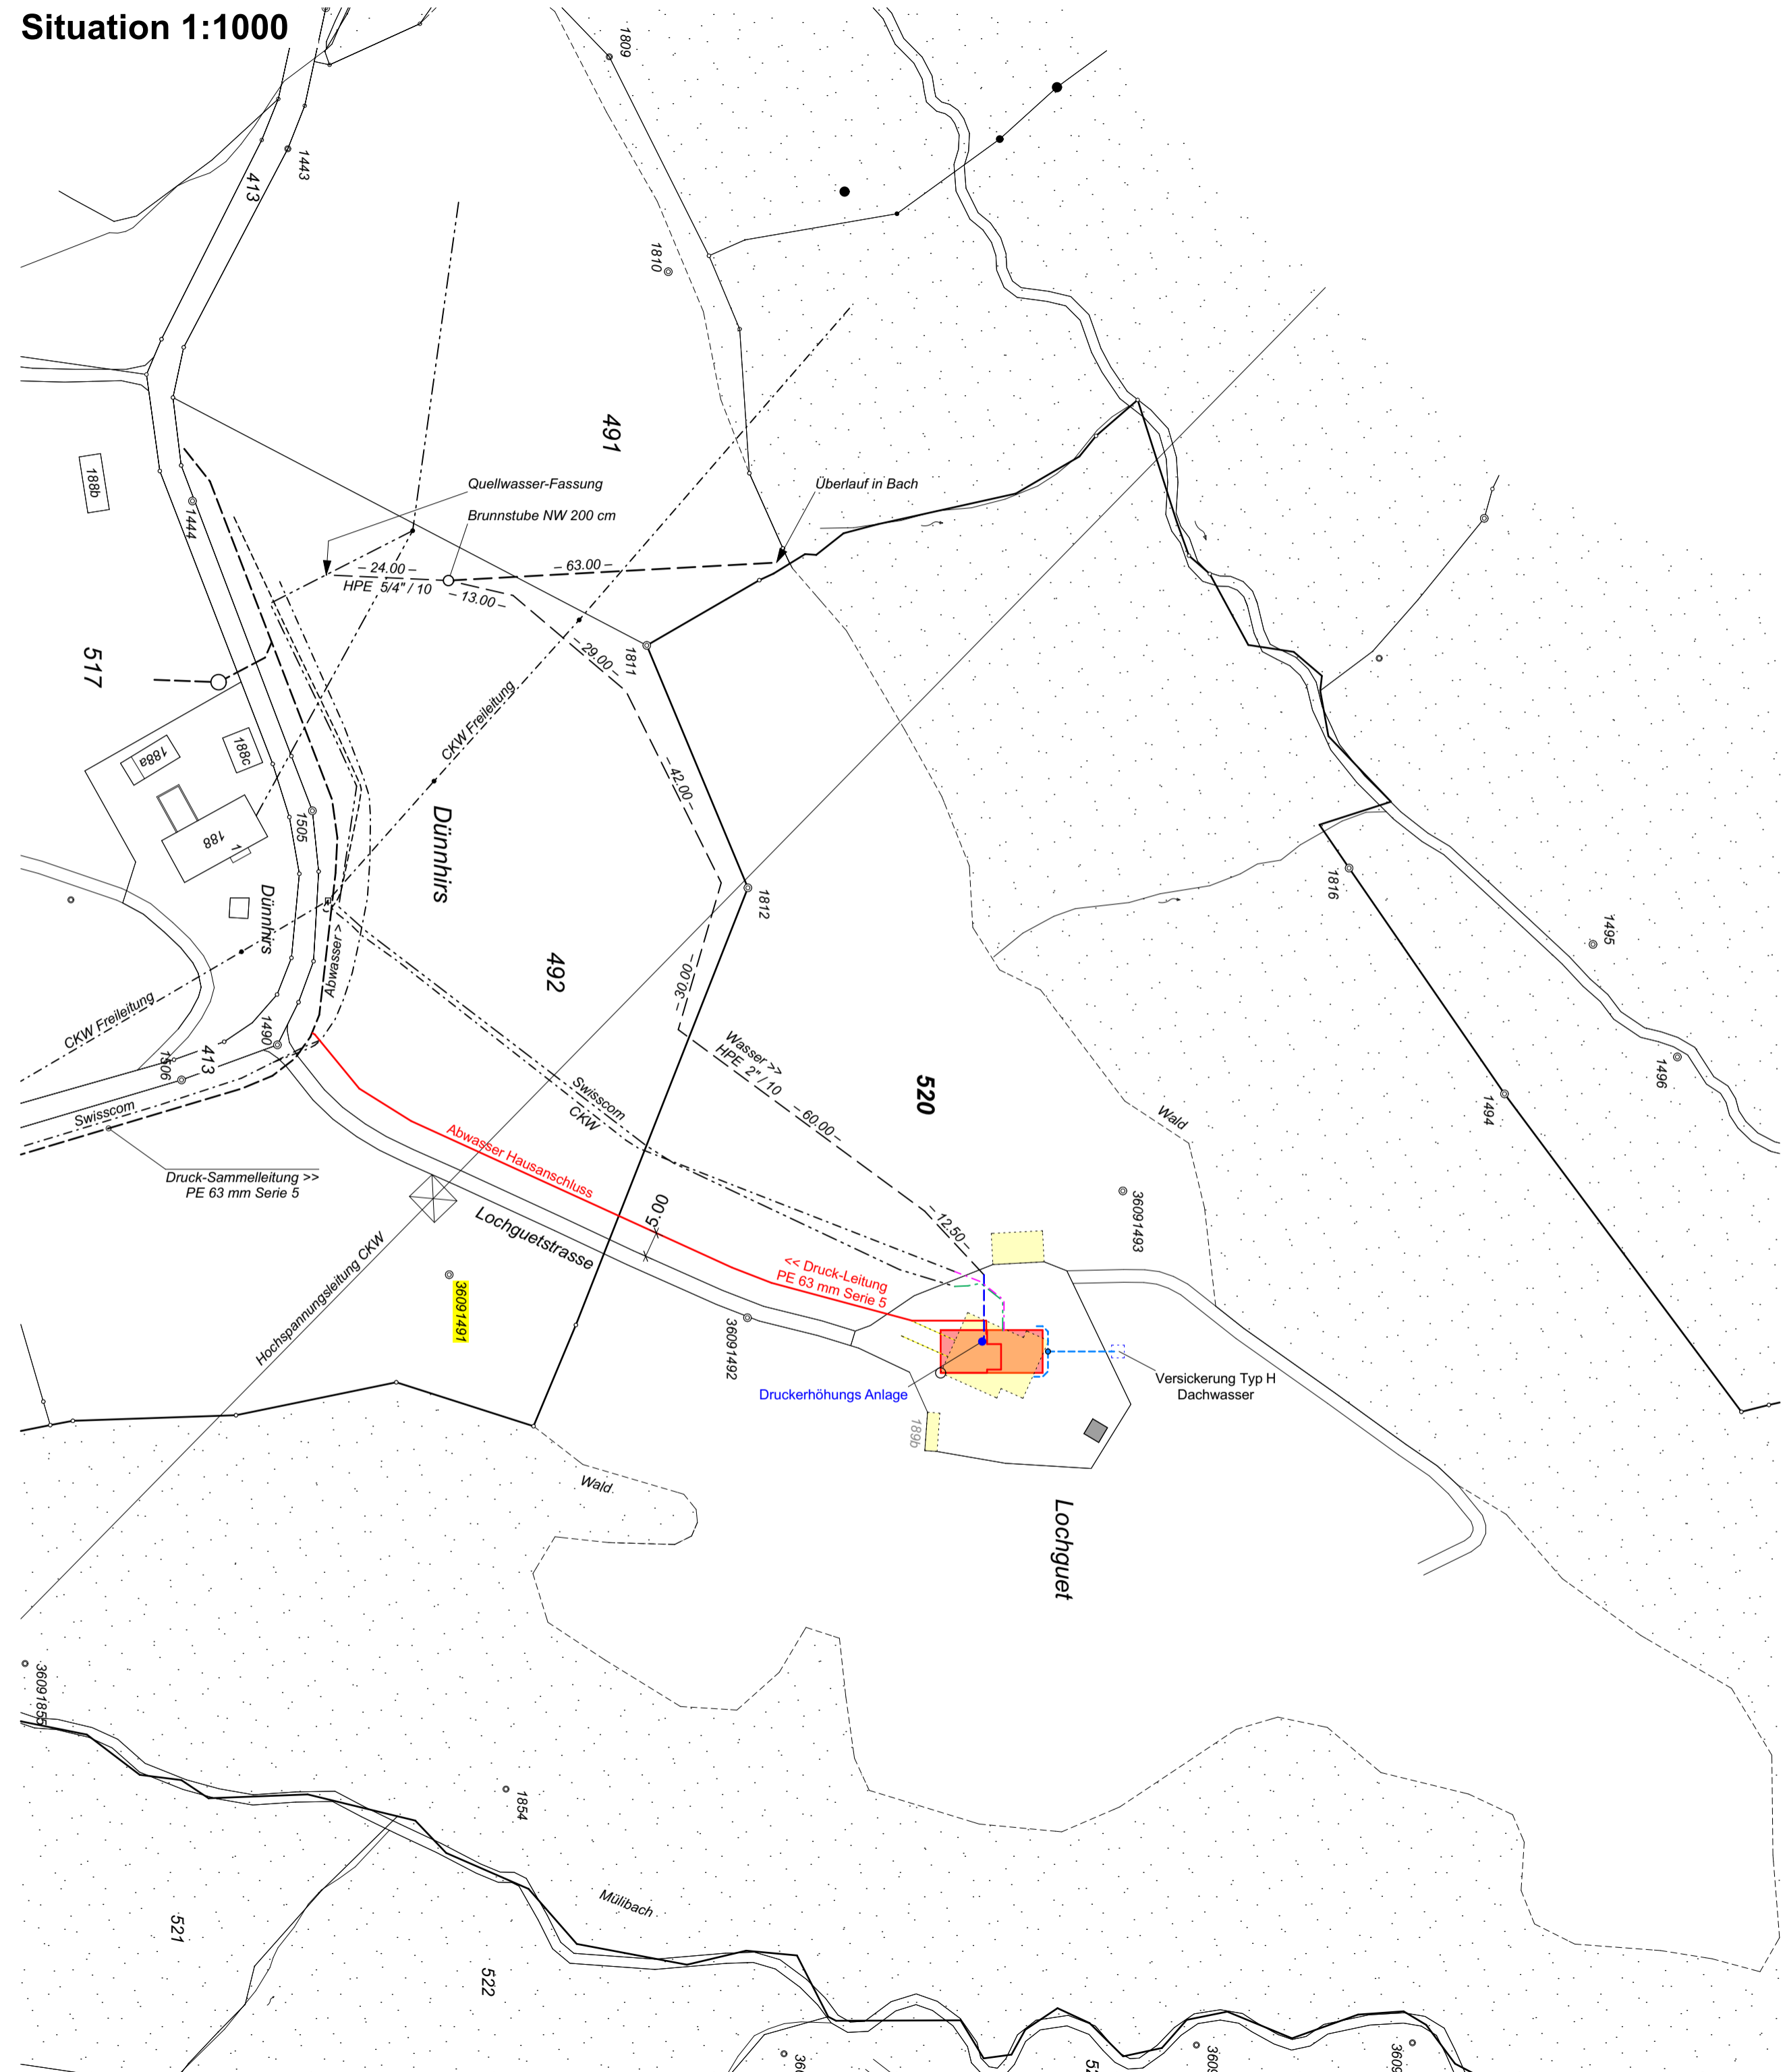 Situation 1:1000
1809
1443
413
1810
491
188b
1444
Quellwasser-Fassung
Brunnstube NW 200 cm
Überlauf in Bach
– 24.00 –
HPE 5/4" / 10
– 13.00 –
– 63.00 –
– 29.00 –
1811
517
CKW Freileitung
188a
188c
188
1505
– 42.00 –
Dünnhirs
1812
Dünnhirs
Abwasser <
492
– 30.00 –
CKW Freileitung
1490
413
1506
Swisscom
Druck-Sammelleitung >>
PE 63 mm Serie 5
Wasser >>
HPE 2" / 10
– 60.00 –
Swisscom
CKW
520
Wald
1816
1495
1496
1494
Abwasser Hausanschluss
5.00
– 12.50 –
36091493
Lochguetstrasse
<< Druck-Leitung
PE 63 mm Serie 5
Hochspannungsleitung CKW
36091491
36091492
Druckerhöhungs Anlage
Versickerung Typ H
Dachwasser
189b
Wald
Lochguet
36091855
1854
Mülibach
521
522